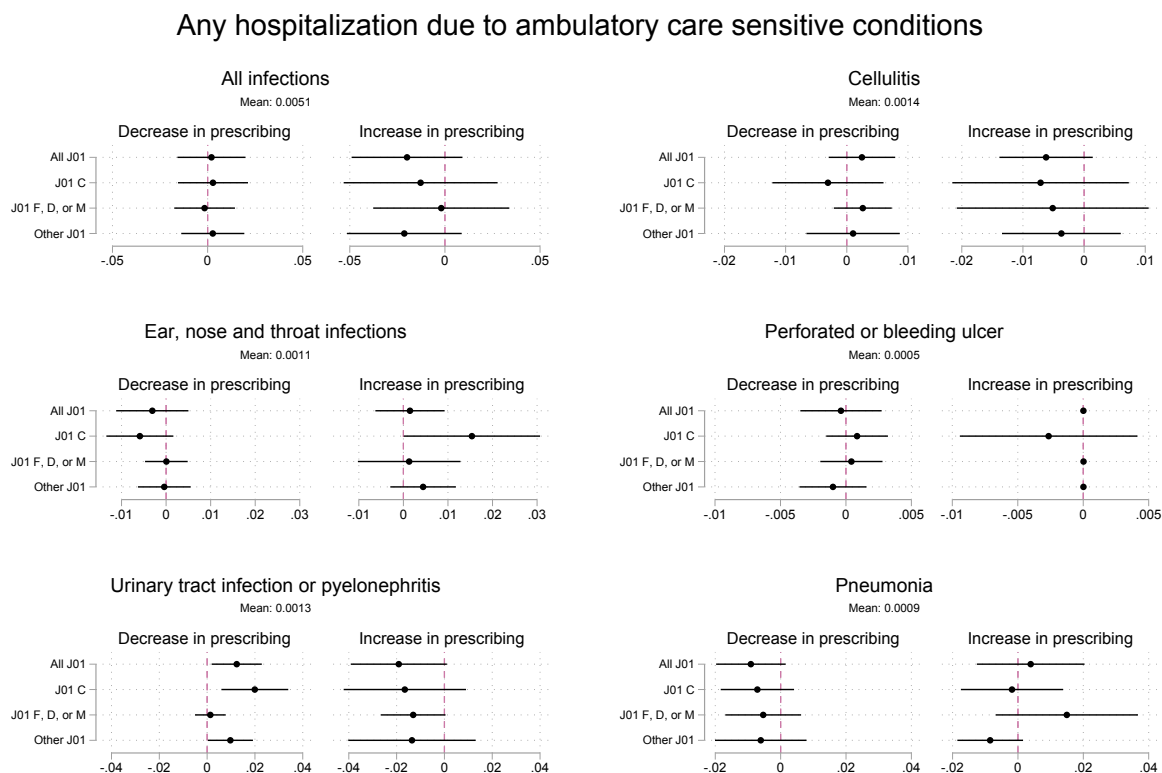 Any hospitalization due to ambulatory care sensitive conditions
All infections
Mean: 0.0051
Decrease in prescribing
Increase in prescribing
All J01
J01 C
J01 F, D, or M
Other J01
-.05 0 .05
-.05 0 .05
Cellulitis
Mean: 0.0014
Decrease in prescribing
Increase in prescribing
All J01
J01 C
J01 F, D, or M
Other J01
-.02 -.01 0 .01
-.02 -.01 0 .01
Ear, nose and throat infections
Mean: 0.0011
Decrease in prescribing
Increase in prescribing
All J01
J01 C
J01 F, D, or M
Other J01
-.01 0 .01 .02 .03
-.01 0 .01 .02 .03
Perforated or bleeding ulcer
Mean: 0.0005
Decrease in prescribing
Increase in prescribing
All J01
J01 C
J01 F, D, or M
Other J01
-.01 -.005 0 .005
-.01 -.005 0 .005
Urinary tract infection or pyelonephritis
Mean: 0.0013
Decrease in prescribing
Increase in prescribing
All J01
J01 C
J01 F, D, or M
Other J01
-.04 -.02 0 .02 .04
-.04 -.02 0 .02 .04
Pneumonia
Mean: 0.0009
Decrease in prescribing
Increase in prescribing
All J01
J01 C
J01 F, D, or M
Other J01
-.02 0 .02 .04
-.02 0 .02 .04